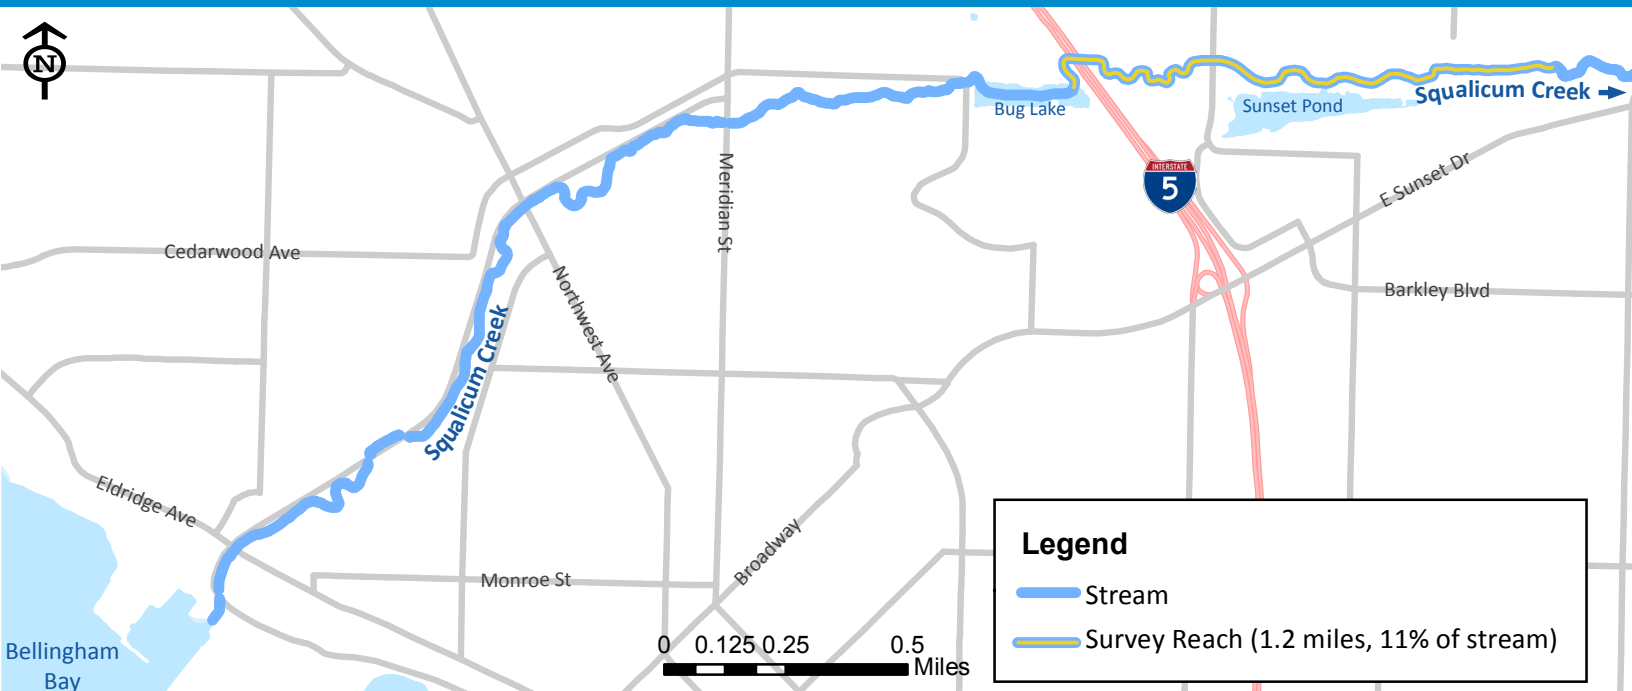 N
Bug Lake
Sunset Pond
Squalicum Creek
INTERSTATE
5
E Sunset Dr
Meridian St
Cedarwood Ave
Northwest Ave
Barkley Blvd
Squalicum Creek
Eldridge Ave
Monroe St
Broadway
Bellingham
Bay
0 0.125 0.25 0.5
Miles
Legend
Stream
Survey Reach (1.2 miles, 11% of stream)